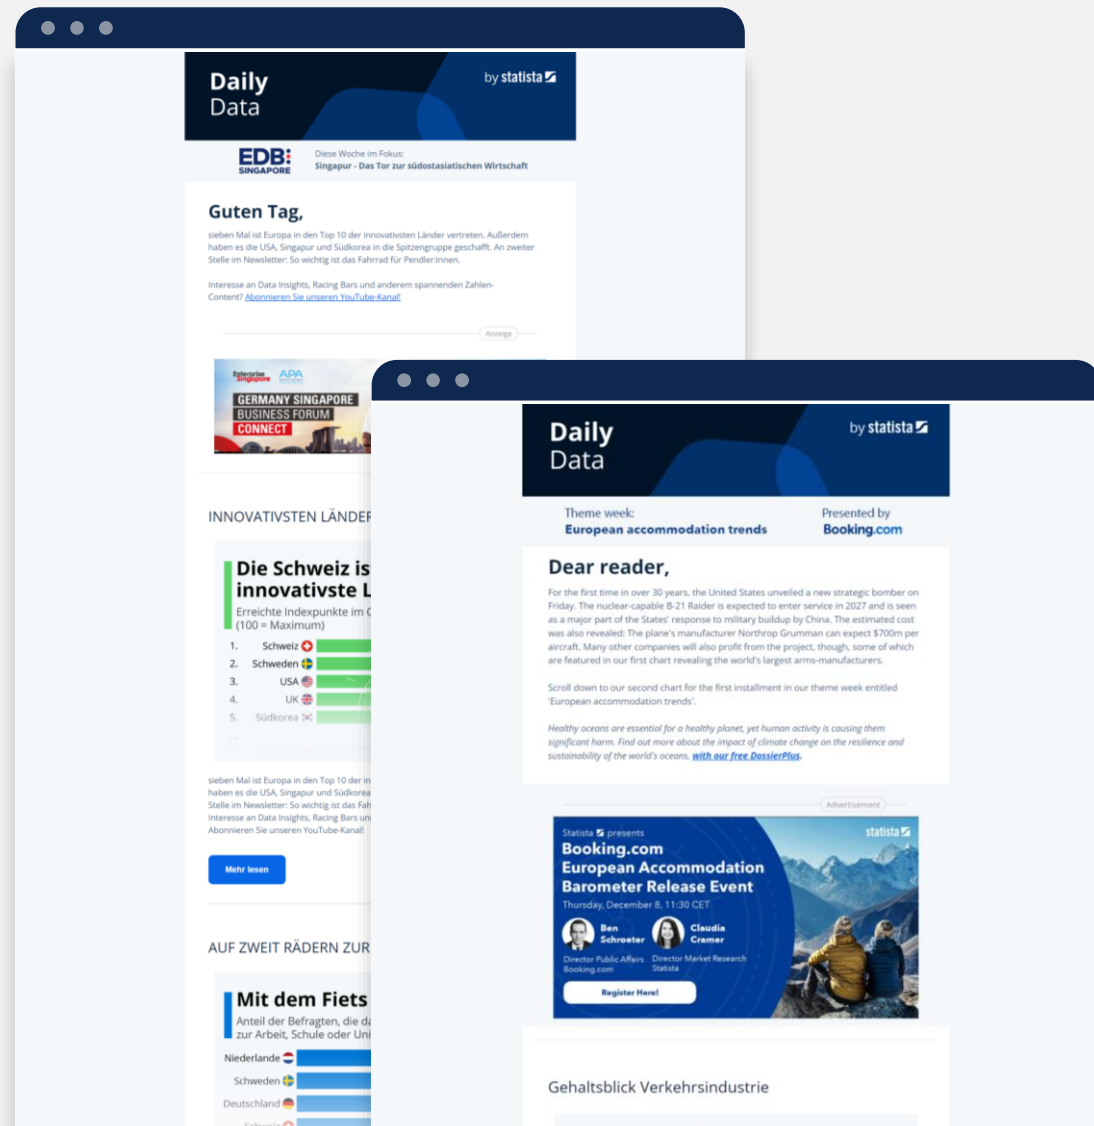 Daily
Data
by statista
EDB:
SINGAPORE
Diese Woche im Fokus:
Singapur - Das Tor zur südostasiatischen Wirtschaft
Guten Tag,
sieben Mal ist Europa in den Top 10 der innovativsten Länder vertreten. Außerdem
haben es die USA, Singapur und Südkorea in die Spitzengruppe geschafft. An zweiter
Stelle im Newsletter: So wichtig ist das Fahrrad für Pendler:innen.
Interesse an Data Insights, Racing Bars und anderem spannenden Zahlen-
Content? Abonnieren Sie unseren YouTube-Kanal!
Anzeige
Enterprise
Singapore
APA
GERMANY SINGAPORE
BUSINESS FORUM
CONNECT
INNOVATIVSTEN LÄNDER
Die Schweiz is
innovativste L
Erreichte Indexpunkte im
(100 = Maximum)
1. Schweiz
2. Schweden
3. USA
4. UK
5. Südkorea
...
sieben Mal ist Europa in den Top 10 der in
haben es die USA, Singapur und Südkorea
Stelle im Newsletter: So wichtig ist das Fah
Interesse an Data Insights, Racing Bars un
Abonnieren Sie unseren YouTube-Kanal!
Mehr lesen
AUF ZWEIT RÄDERN ZUR
Mit dem Fiets
Anteil der Befragten, die da
zur Arbeit, Schule oder Uni
Niederlande
Schweden
Deutschland
Schweiz
Daily
Data
by statista
Theme week:
European accommodation trends
Presented by
Booking.com
Dear reader,
For the first time in over 30 years, the United States unveiled a new strategic bomber on
Friday. The nuclear-capable B-21 Raider is expected to enter service in 2027 and is seen
as a major part of the States' response to military buildup by China. The estimated cost
was also revealed: The plane's manufacturer Northrop Grumman can expect $700m per
aircraft. Many other companies will also profit from the project, though, some of which
are featured in our first chart revealing the world's largest arms-manufacturers.
Scroll down to our second chart for the first installment in our theme week entitled
'European accommodation trends'.
Healthy oceans are essential for a healthy planet, yet human activity is causing them
significant harm. Find out more about the impact of climate change on the resilience and
sustainability of the world's oceans, with our free DossierPlus.
Advertisement
Statista presents
statista
Booking.com
European Accommodation
Barometer Release Event
Thursday, December 8, 11:30 CET
Ben
Schroeter
Claudia
Cramer
Director Public Affairs
Booking.com
Director Market Research
Statista
Register Here!
Gehaltsblick Verkehrsindustrie